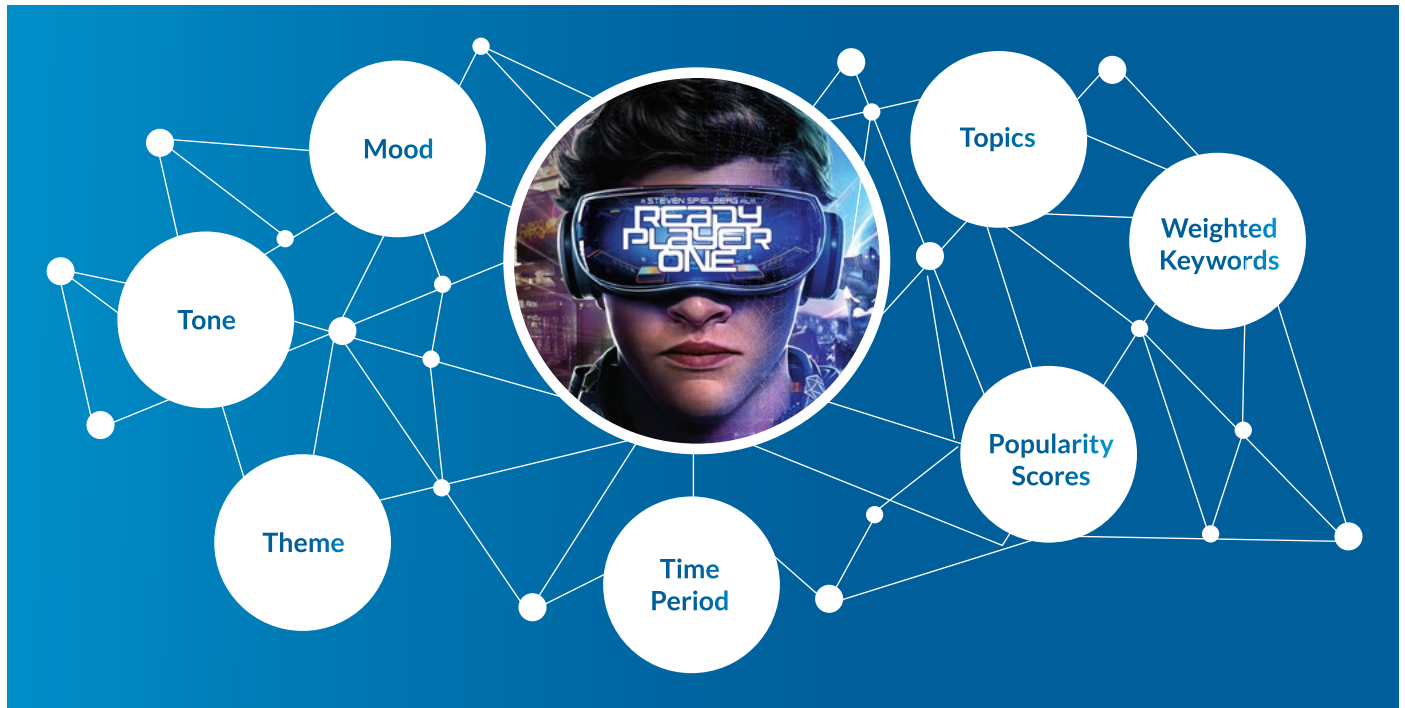 Mood
Topics
Weighted
Keywords
A STEVEN SPIELBERG FILM
READY
PLAYER
ONE
Tone
Popularity
Scores
Theme
Time
Period